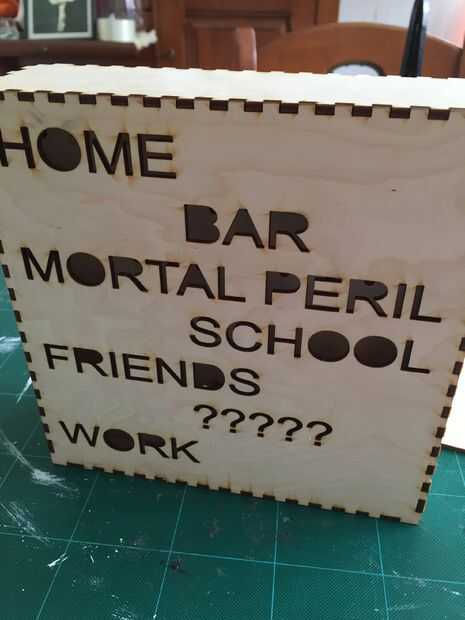 HOME
BAR
MORTAL PERIL
SCHOOL
FRIENDS
?????
WORK